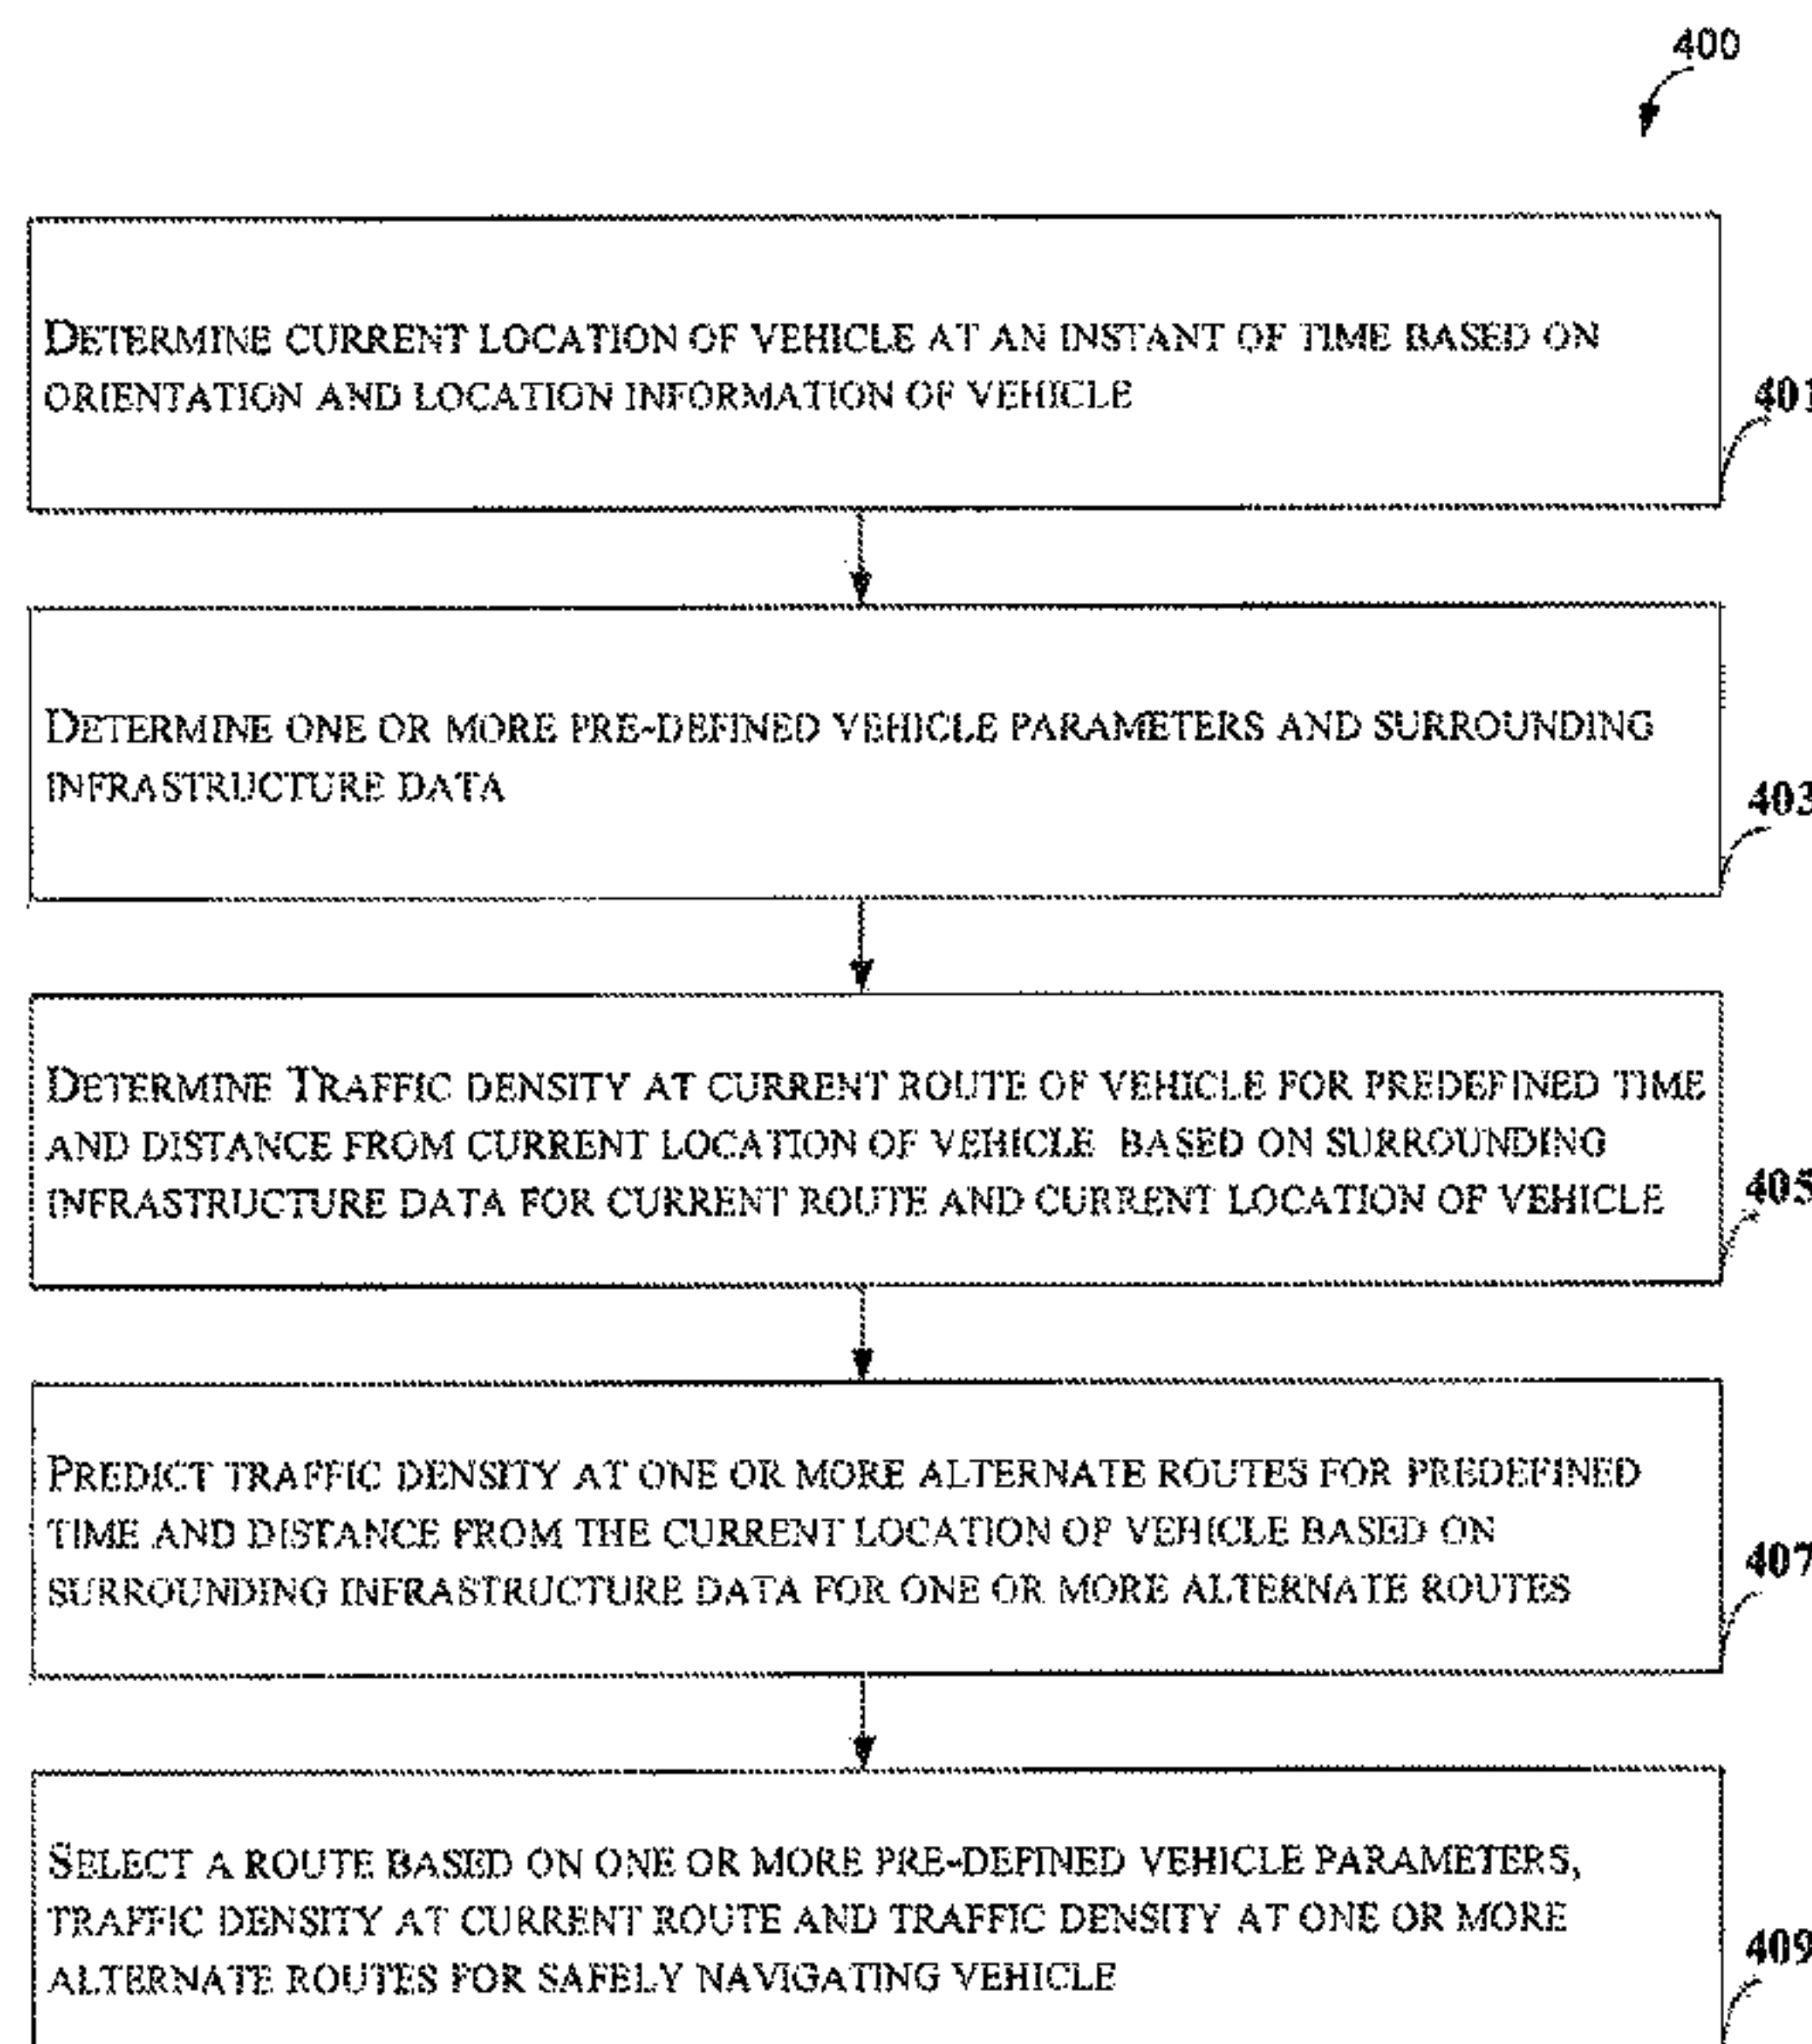 400
DETERMINE CURRENT LOCATION OF VEHICLE AT AN INSTANT OF TIME BASED ON
ORIENTATION AND LOCATION INFORMATION OF VEHICLE
401
DETERMINE ONE OR MORE PRE-DEFINED VEHICLE PARAMETERS AND SURROUNDING
INFRASTRUCTURE DATA
403
DETERMINE TRAFFIC DENSITY AT CURRENT ROUTE OF VEHICLE FOR PREDEFINED TIME
AND DISTANCE FROM CURRENT LOCATION OF VEHICLE BASED ON SURROUNDING
INFRASTRUCTURE DATA FOR CURRENT ROUTE AND CURRENT LOCATION OF VEHICLE
405
PREDICT TRAFFIC DENSITY AT ONE OR MORE ALTERNATE ROUTES FOR PREDEFINED
TIME AND DISTANCE FROM THE CURRENT LOCATION OF VEHICLE BASED ON
SURROUNDING INFRASTRUCTURE DATA FOR ONE OR MORE ALTERNATE ROUTES
407
SELECT A ROUTE BASED ON ONE OR MORE PRE-DEFINED VEHICLE PARAMETERS,
TRAFFIC DENSITY AT CURRENT ROUTE AND TRAFFIC DENSITY AT ONE OR MORE
ALTERNATE ROUTES FOR SAFELY NAVIGATING VEHICLE
409